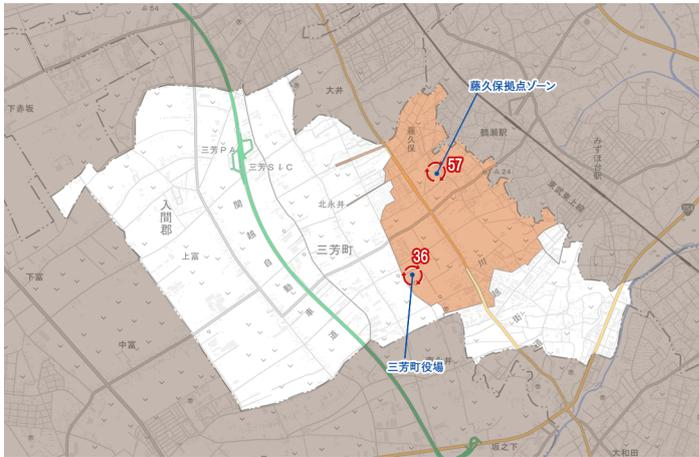 54
藤久保拠点ゾーン
大井
下赤坂
藤久保
鶴瀬駅
みずほ台駅
三芳PA
三芳SIC
57
24
東武東上線
入間郡
北永井
関越自動車道
三芳町
上富
36
川越街道
下富
中富
三芳町役場
坂之下
大和田